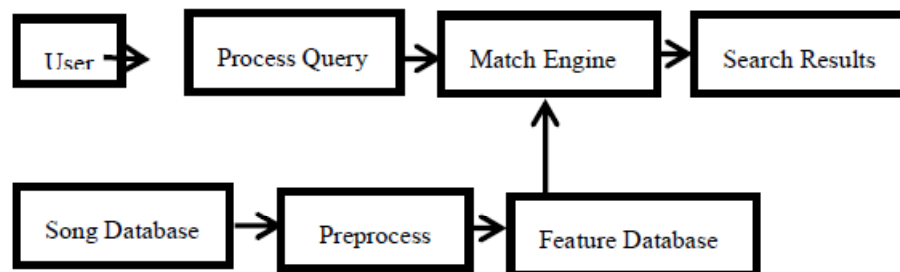 User
Process Query
Match Engine
Search Results
Song Database
Preprocess
Feature Database